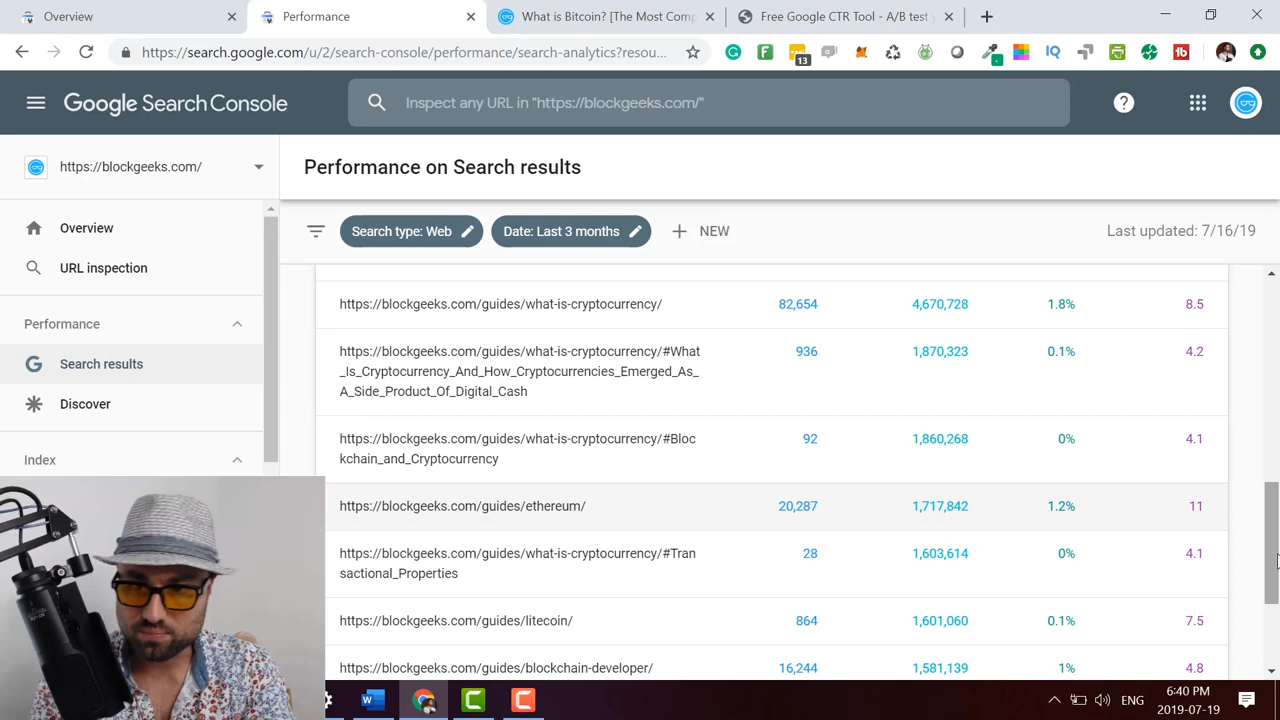 Overview
Performance
What is Bitcoin? [The Most Comp
Free Google CTR Tool - A/B test y
https://search.google.com/u/2/search-console/performance/search-analytics?resou...
13
Google Search Console
Inspect any URL in "https://blockgeeks.com/"
https://blockgeeks.com/
Performance on Search results
Overview
URL inspection
Performance
Search results
Discover
Index
Search type: Web
Date: Last 3 months
NEW
Last updated: 7/16/19
https://blockgeeks.com/guides/what-is-cryptocurrency/ 82,654 4,670,728 1.8% 8.5
https://blockgeeks.com/guides/what-is-cryptocurrency/#What 936 1,870,323 0.1% 4.2
_Is_Cryptocurrency_And_How_Cryptocurrencies_Emerged_As_
A_Side_Product_Of_Digital_Cash
https://blockgeeks.com/guides/what-is-cryptocurrency/#Bloc 92 1,860,268 0% 4.1
kchain_and_Cryptocurrency
https://blockgeeks.com/guides/ethereum/ 20,287 1,717,842 1.2% 11
https://blockgeeks.com/guides/what-is-cryptocurrency/#Tran 28 1,603,614 0% 4.1
sactional_Properties
https://blockgeeks.com/guides/litecoin/ 864 1,601,060 0.1% 7.5
https://blockgeeks.com/guides/blockchain-developer/ 16,244 1,581,139 1% 4.8
ENG
6:40 PM
2019-07-19